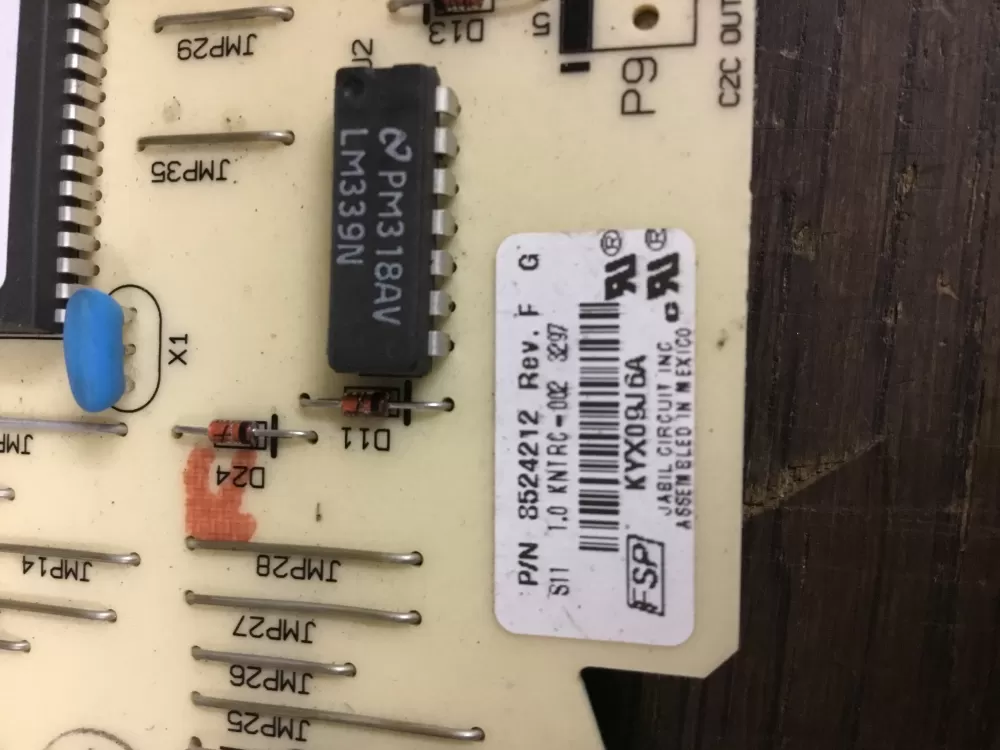 JMP29
JMP35
D13
5
P9
C2C OUT
PM318AV
LM339N
X1
D11
D24
JMP28
JMP14
JMP27
JMP26
JMP25
P/N 8524212 Rev. F G
S11 1.0 KNTRC-002 3297
KYX09J6A
FSP
JABIL CIRCUIT INC
ASSEMBLED IN MEXICO